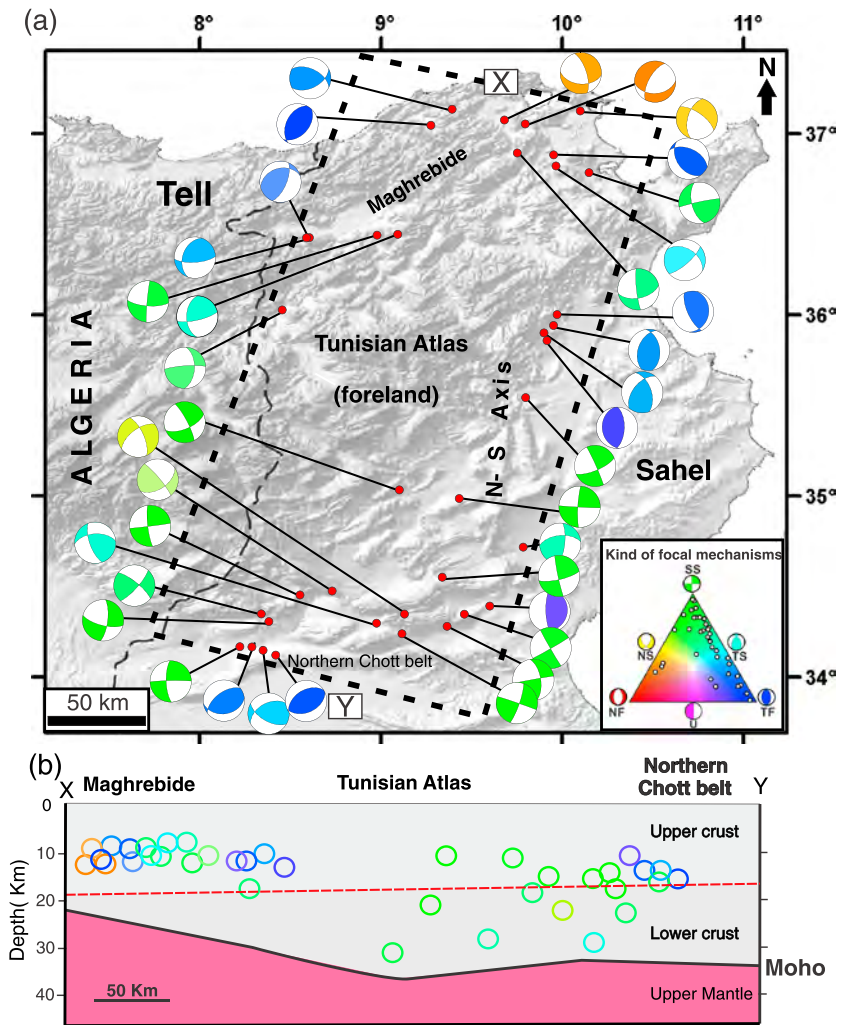 (a)
8°
9°
10°
11°
X
N
37°
Tell
Maghrebide
36°
ALGERIA
Tunisian Atlas
(foreland)
N- S Axis
Sahel
35°
Kind of focal mechanisms
SS
NS
TS
NF
U
TF
34°
Northern Chott belt
50 km
Y
(b)
X
Maghrebide
Tunisian Atlas
Northern
Chott belt
Y
0
10
20
30
40
Depth( Km)
Upper crust
Lower crust
Moho
Upper Mantle
50 Km